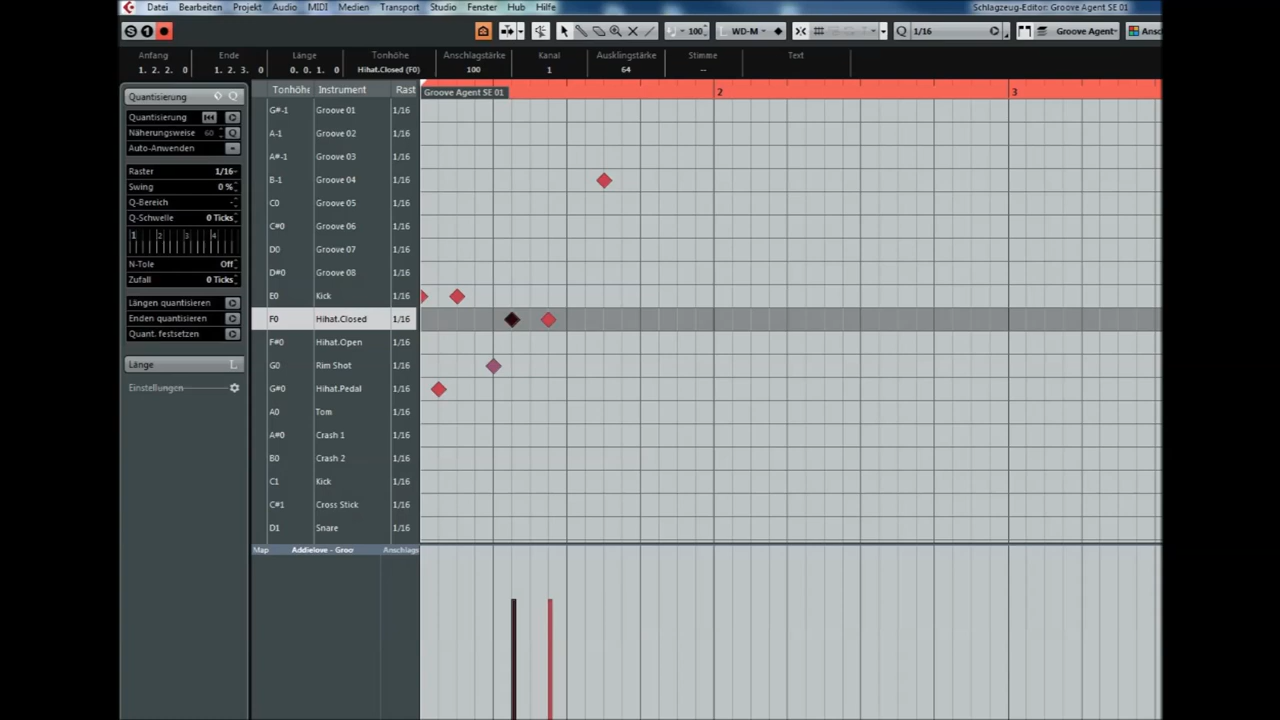 Datei Bearbeiten Projekt Audio MIDI Medien Transport Studio Fenster Hub Hilfe Schlagzeug-Editor: Groove Agent SE 01
S 100 WD-M Q 1/16 Groove Agent
Anfang Ende Länge Tonhöhe Anschlagstärke Kanal Ausklingstärke Stimme Text
1. 2. 2. 0 1. 2. 3. 0 0. 0. 1. 0 Hihat.Closed (F0) 100 1 64 --
Quantisierung Q
Quantisierung
Näherungsweise 60 Q
Auto-Anwenden
Raster 1/16
Swing 0 %
Q-Bereich -
Q-Schwelle 0 Ticks
1 2 3 4
N-Tole Off
Zufall 0 Ticks
Längen quantisieren
Enden quantisieren
Quant. festsetzen
Länge L
Einstellungen
Tonhöhe Instrument Rast
Groove Agent SE 01 2 3
G#-1 Groove 01 1/16
A-1 Groove 02 1/16
A#-1 Groove 03 1/16
B-1 Groove 04 1/16
C0 Groove 05 1/16
C#0 Groove 06 1/16
D0 Groove 07 1/16
D#0 Groove 08 1/16
E0 Kick 1/16
F0 Hihat.Closed 1/16
F#0 Hihat.Open 1/16
G0 Rim Shot 1/16
G#0 Hihat.Pedal 1/16
A0 Tom 1/16
A#0 Crash 1 1/16
B0 Crash 2 1/16
C1 Kick 1/16
C#1 Cross Stick 1/16
D1 Snare 1/16
Map Addielove - Groo Anschlags